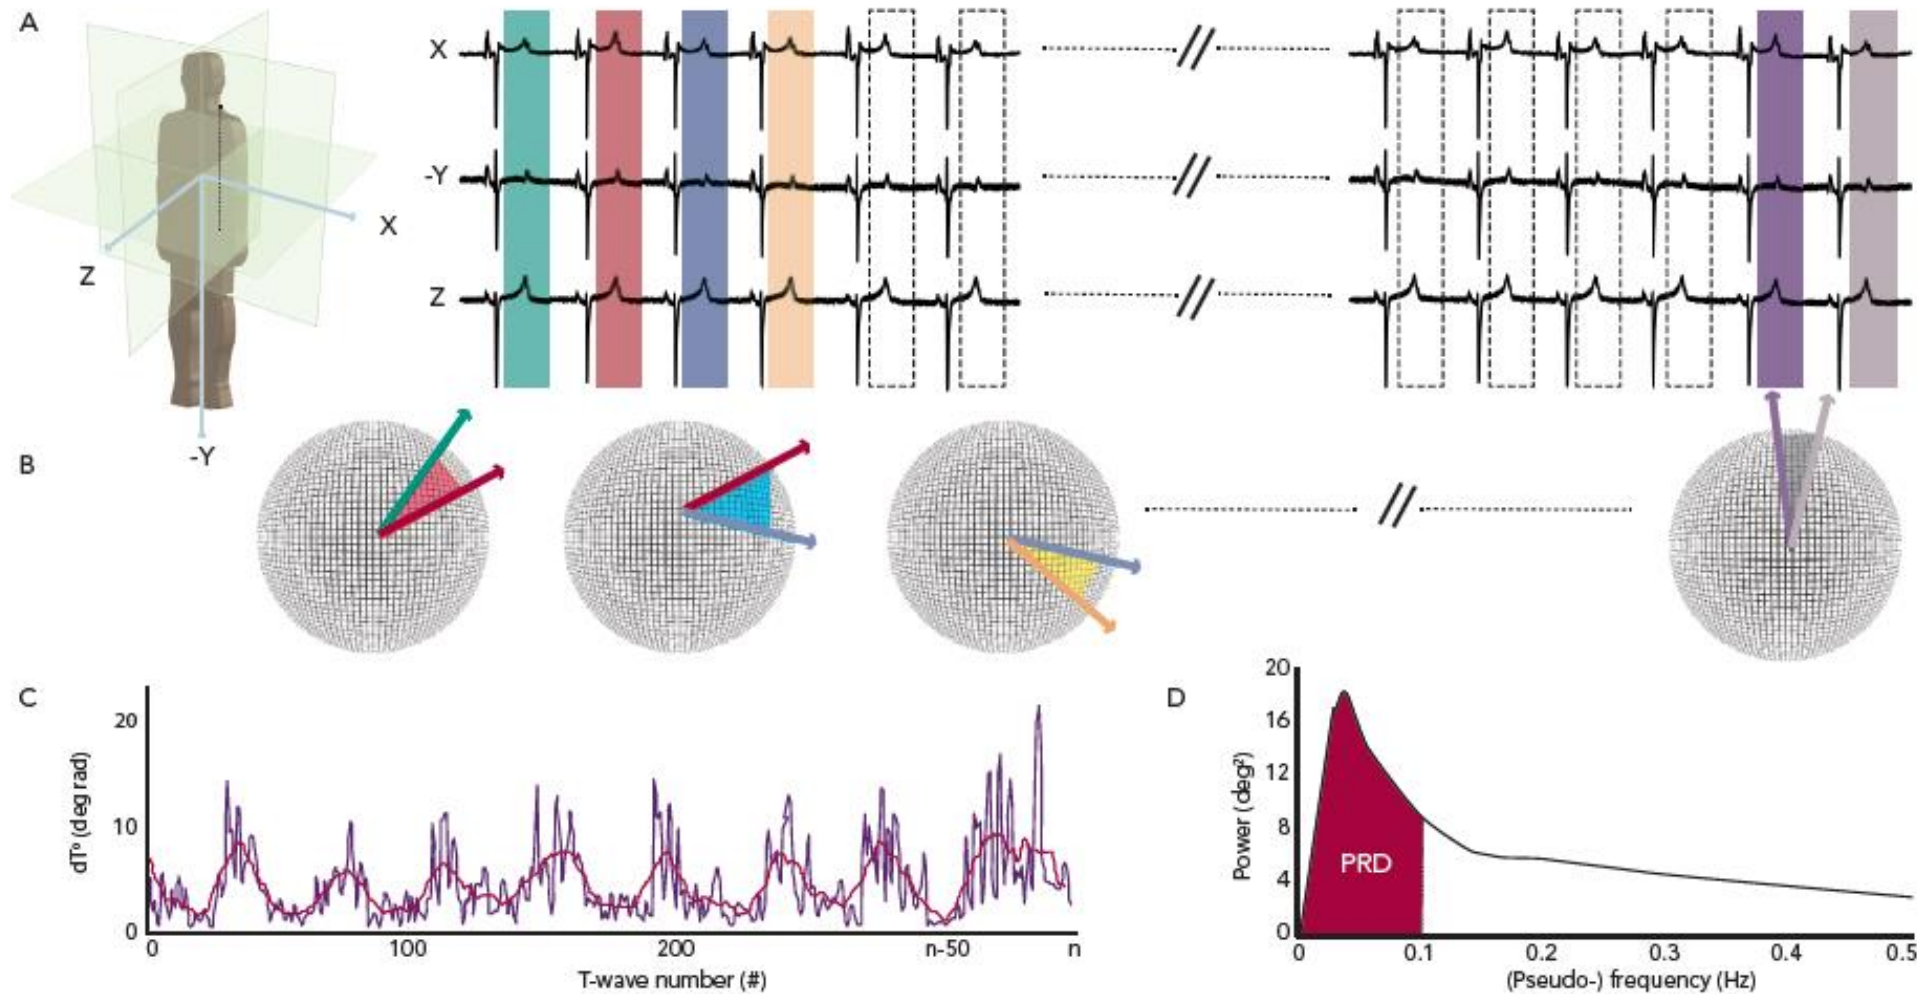 A
X
-Y
Z
X
Z
-Y
B
C
20
10
0
dT° (deg rad)
0 100 200 n-50 n
T-wave number (#)
D
20
16
12
8
4
0
Power (deg²)
PRD
0 0.1 0.2 0.3 0.4 0.5
(Pseudo-) frequency (Hz)